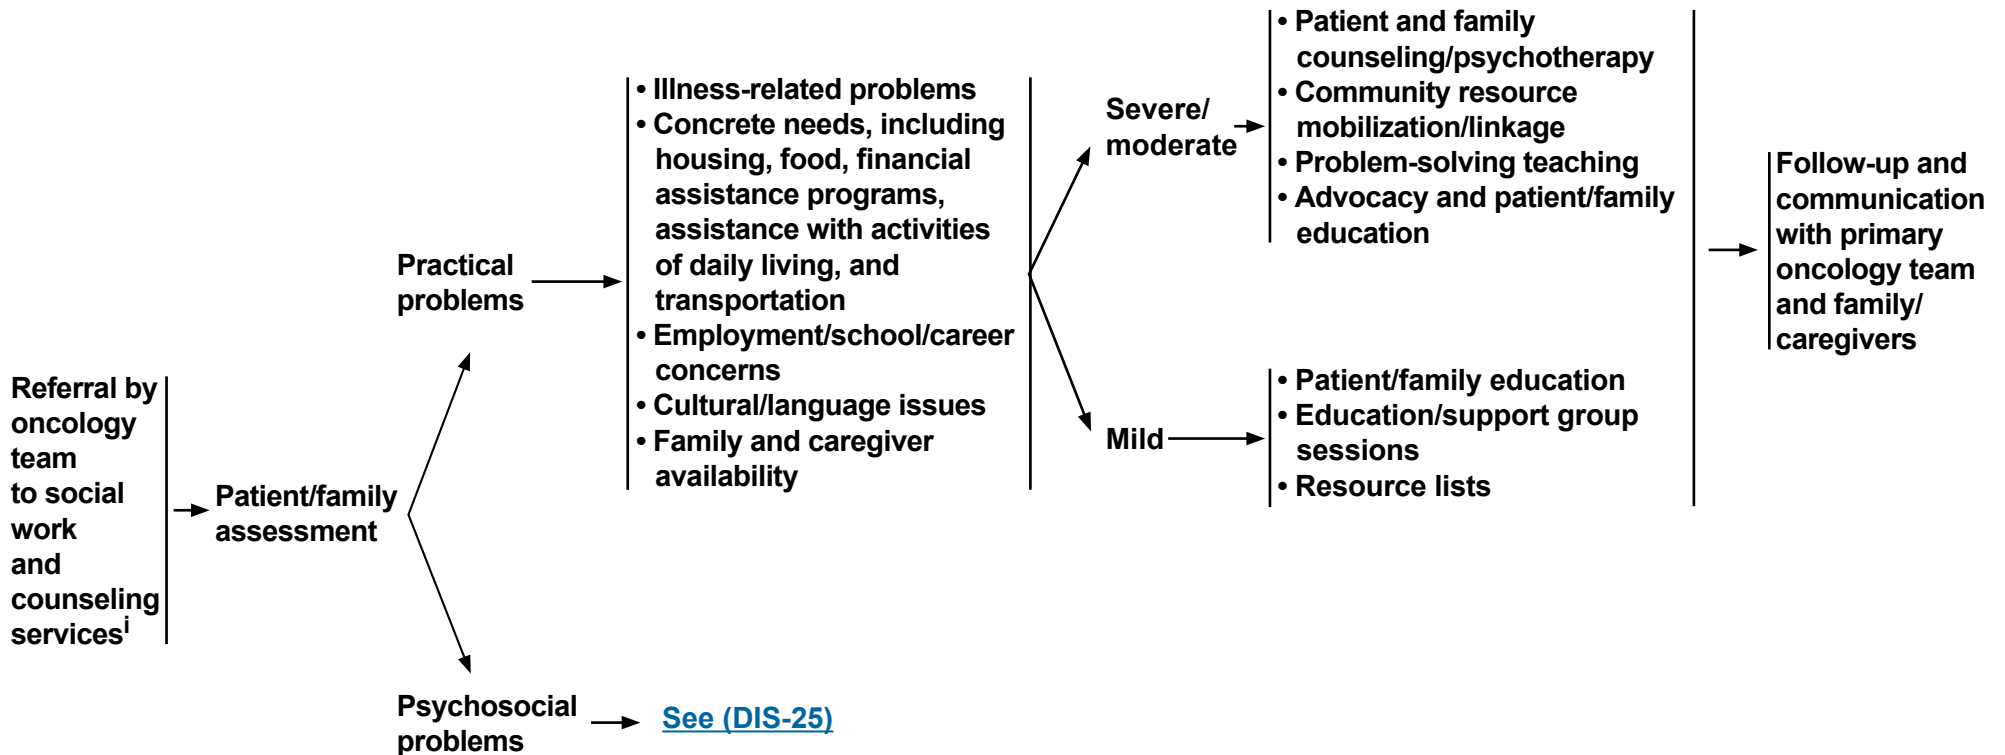 Referral by
oncology
team
to social
work
and
counseling
servicesⁱ
Patient/family
assessment
Practical
problems
• Illness-related problems
• Concrete needs, including
housing, food, financial
assistance programs,
assistance with activities
of daily living, and
transportation
• Employment/school/career
concerns
• Cultural/language issues
• Family and caregiver
availability
Severe/
moderate
• Patient and family
counseling/psychotherapy
• Community resource
mobilization/linkage
• Problem-solving teaching
• Advocacy and patient/family
education
Mild
• Patient/family education
• Education/support group
sessions
• Resource lists
Follow-up and
communication
with primary
oncology team
and family/
caregivers
Psychosocial
problems
See (DIS-25)